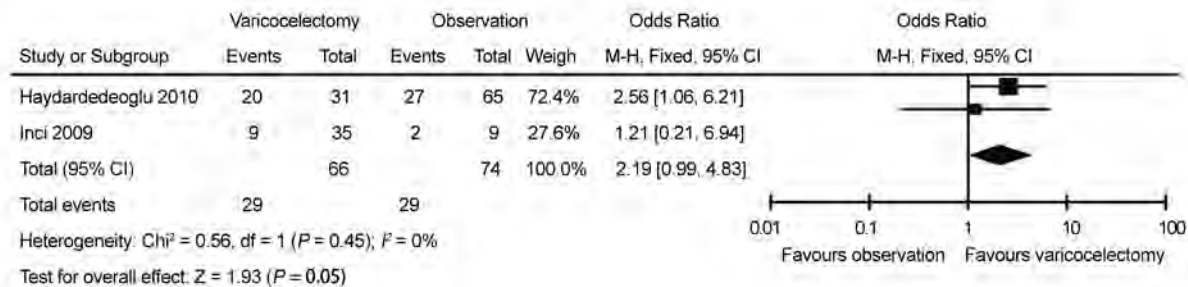 Varicocelectomy Observation Odds Ratio Odds Ratio
Study or Subgroup Events Total Events Total Weigh M-H, Fixed, 95% CI M-H, Fixed, 95% CI
Haydardedeoglu 2010 20 31 27 65 72.4% 2.56 [1.06, 6.21]
Inci 2009 9 35 2 9 27.6% 1.21 [0.21, 6.94]
Total (95% CI) 66 74 100.0% 2.19 [0.99, 4.83]
Total events 29 29
0.01 0.1 1 10 100
Heterogeneity: Chi² = 0.56, df = 1 (P = 0.45); I² = 0%
Favours observation Favours varicocelectomy
Test for overall effect: Z = 1.93 (P = 0.05)